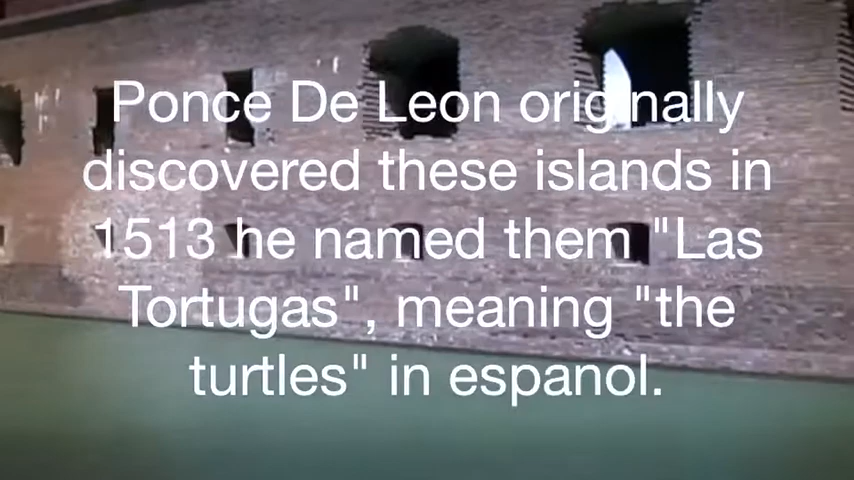 Ponce De Leon originally
discovered these islands in
1513 he named them "Las
Tortugas", meaning "the
turtles" in espanol.